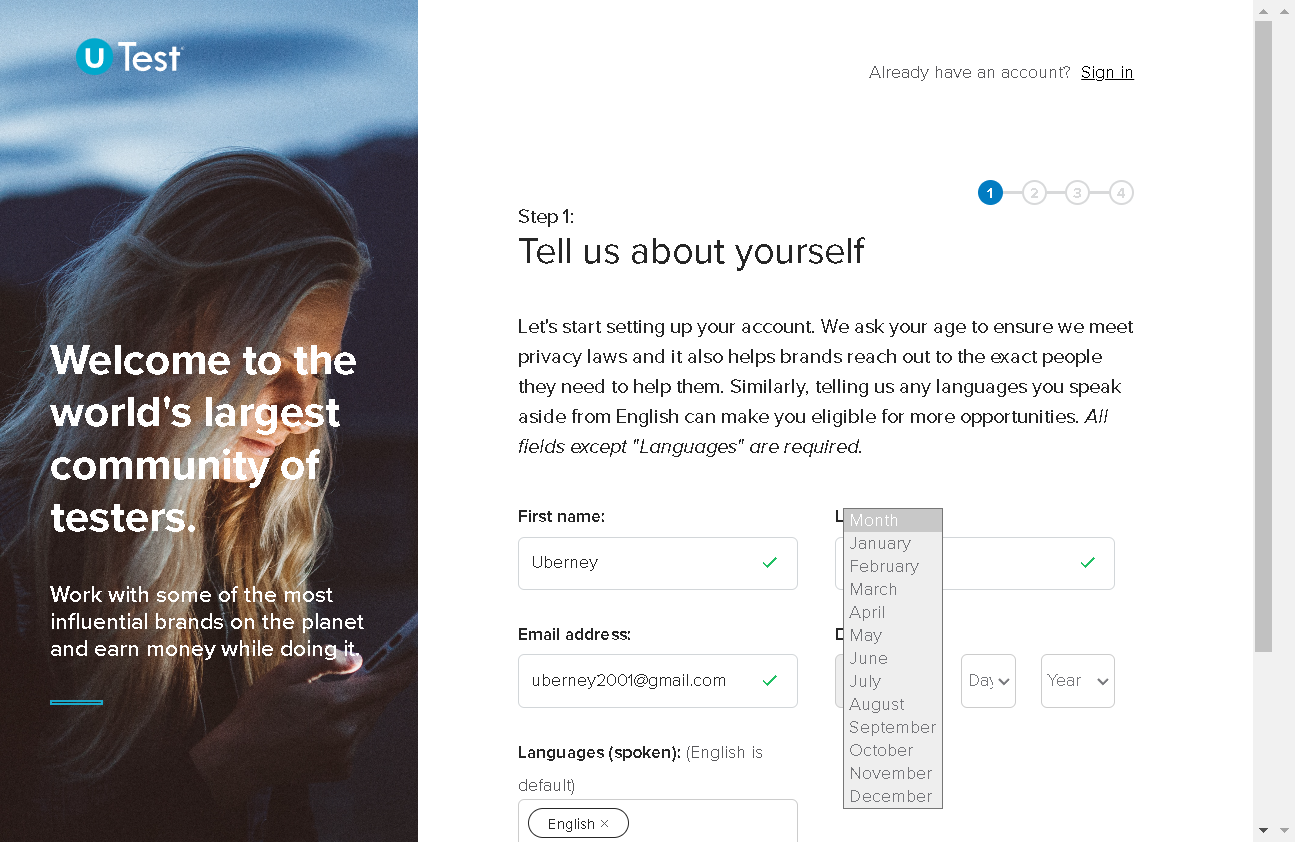 U Test
Already have an account? Sign in
1 2 3 4
Step 1:
Tell us about yourself
Let's start setting up your account. We ask your age to ensure we meet
privacy laws and it also helps brands reach out to the exact people
they need to help them. Similarly, telling us any languages you speak
aside from English can make you eligible for more opportunities. All
fields except "Languages" are required.
Welcome to the
world's largest
community of
testers.
Work with some of the most
influential brands on the planet
and earn money while doing it.
First name:
Uberney
Email address:
uberney2001@gmail.com
Month
January
February
March
April
May
June
July
August
September
October
November
December
Day
Year
Languages (spoken): (English is
default)
English ×